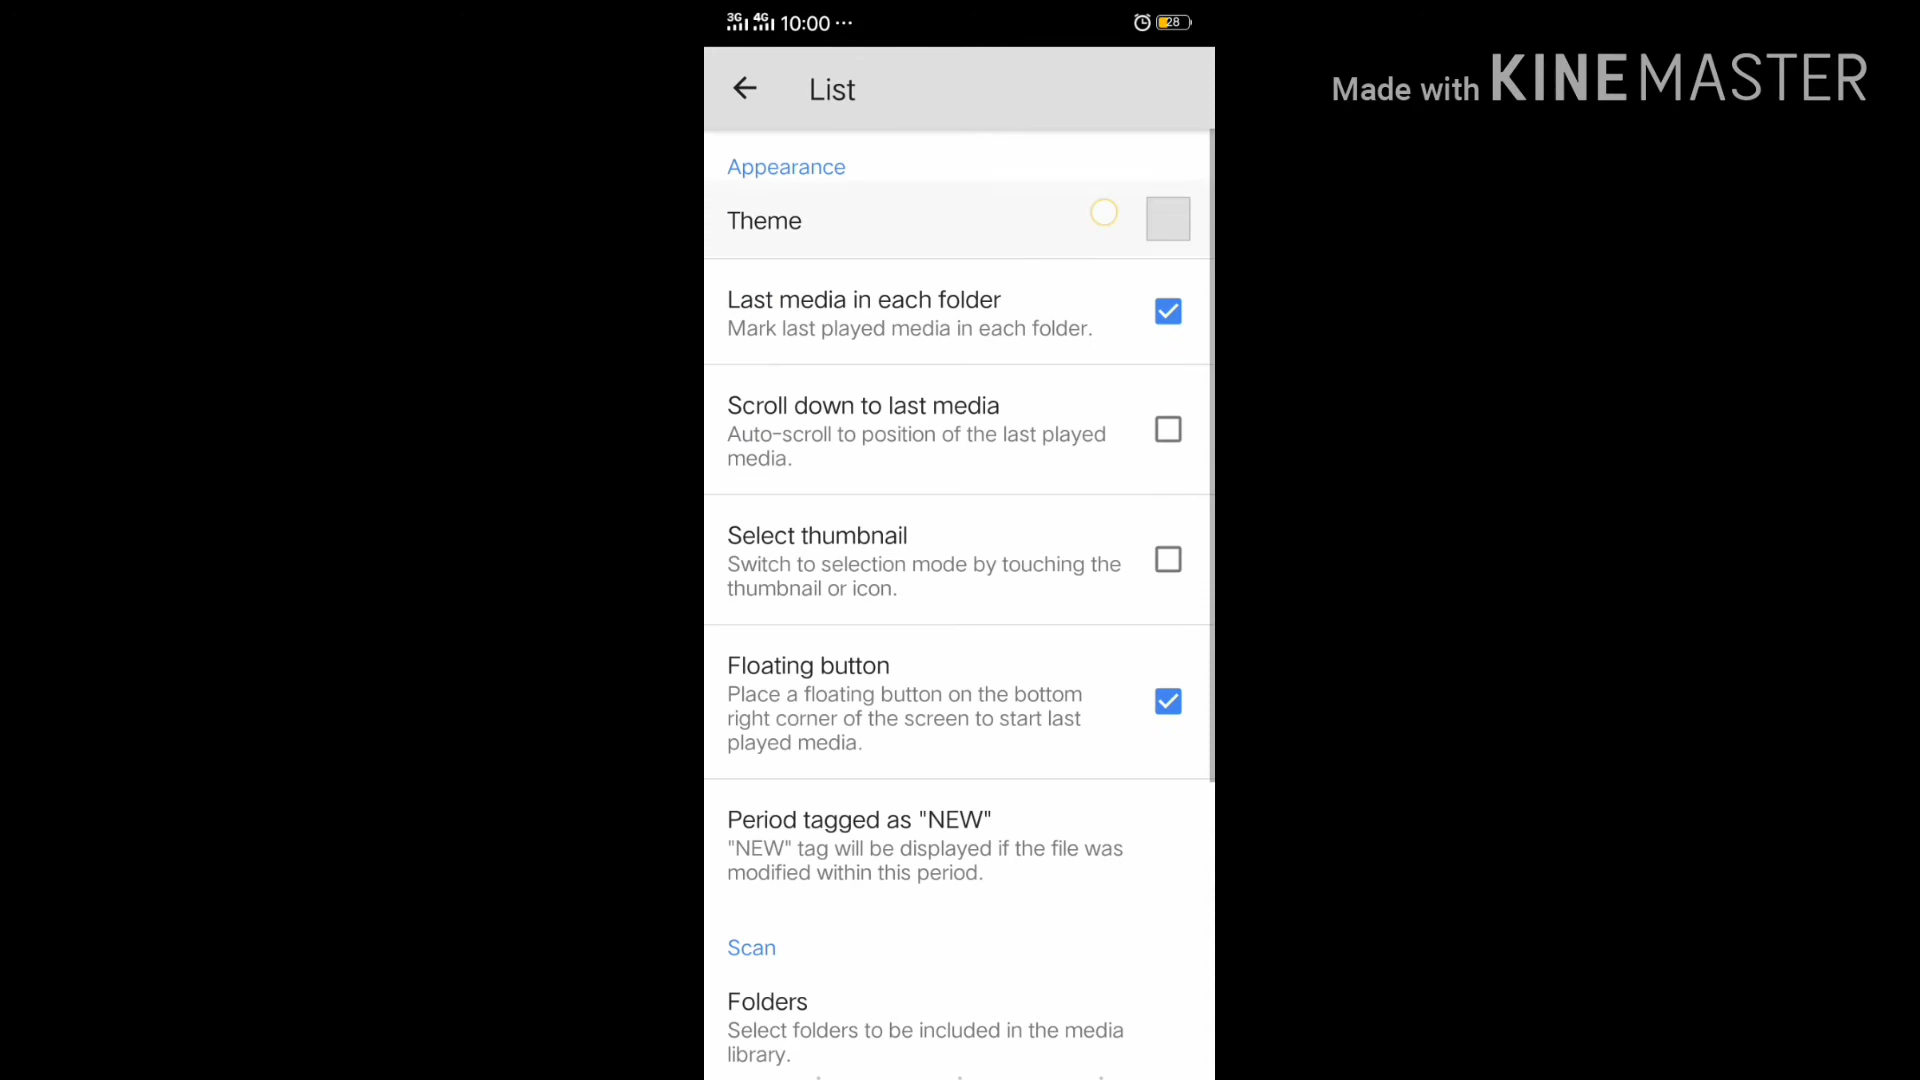 3G 4G 10:00 ··· 28
Made with KINEMASTER
List
Appearance
Theme
Last media in each folder
Mark last played media in each folder.
Scroll down to last media
Auto-scroll to position of the last played
media.
Select thumbnail
Switch to selection mode by touching the
thumbnail or icon.
Floating button
Place a floating button on the bottom
right corner of the screen to start last
played media.
Period tagged as "NEW"
"NEW" tag will be displayed if the file was
modified within this period.
Scan
Folders
Select folders to be included in the media
library.